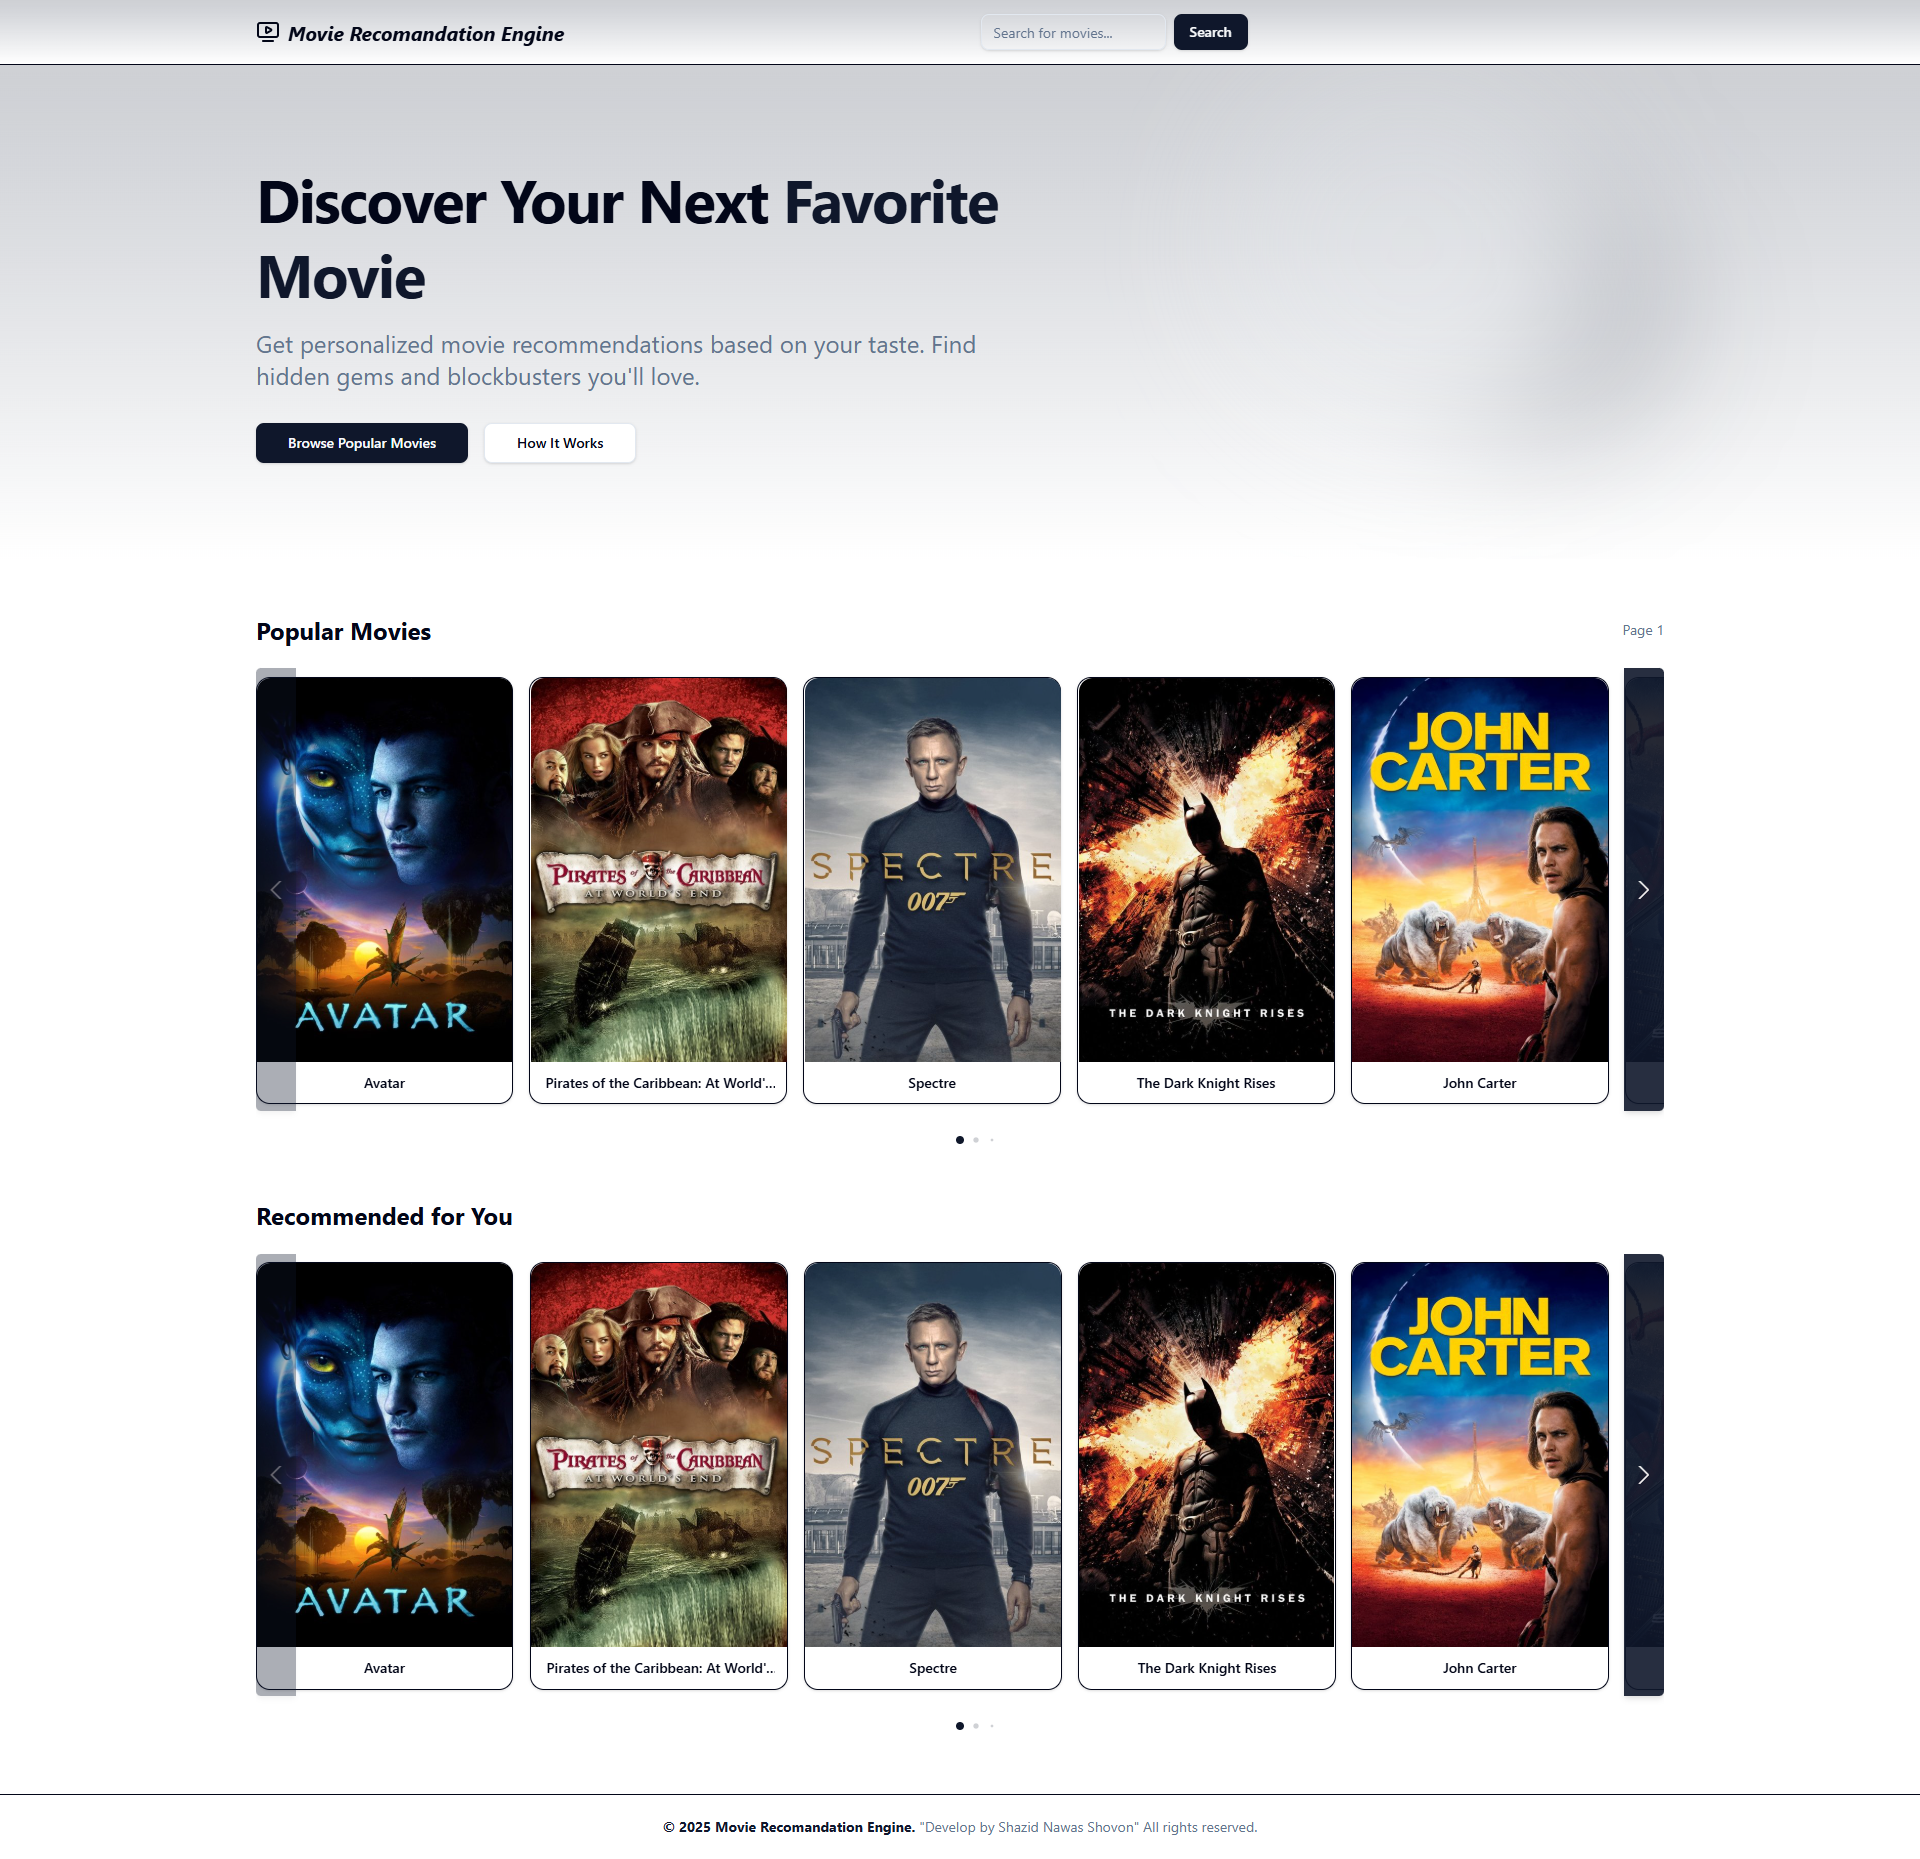 Movie Recomandation Engine
Search for movies...
Search
Discover Your Next Favorite
Movie
Get personalized movie recommendations based on your taste. Find
hidden gems and blockbusters you'll love.
Browse Popular Movies
How It Works
Popular Movies
Page 1
AVATAR
PIRATES of the CARIBBEAN
AT WORLD'S END
SPECTRE
007
THE DARK KNIGHT RISES
JOHN
CARTER
Avatar
Pirates of the Caribbean: At World'...
Spectre
The Dark Knight Rises
John Carter
Recommended for You
AVATAR
PIRATES of the CARIBBEAN
AT WORLD'S END
SPECTRE
007
THE DARK KNIGHT RISES
JOHN
CARTER
Avatar
Pirates of the Caribbean: At World'...
Spectre
The Dark Knight Rises
John Carter
© 2025 Movie Recomandation Engine. "Develop by Shazid Nawas Shovon" All rights reserved.